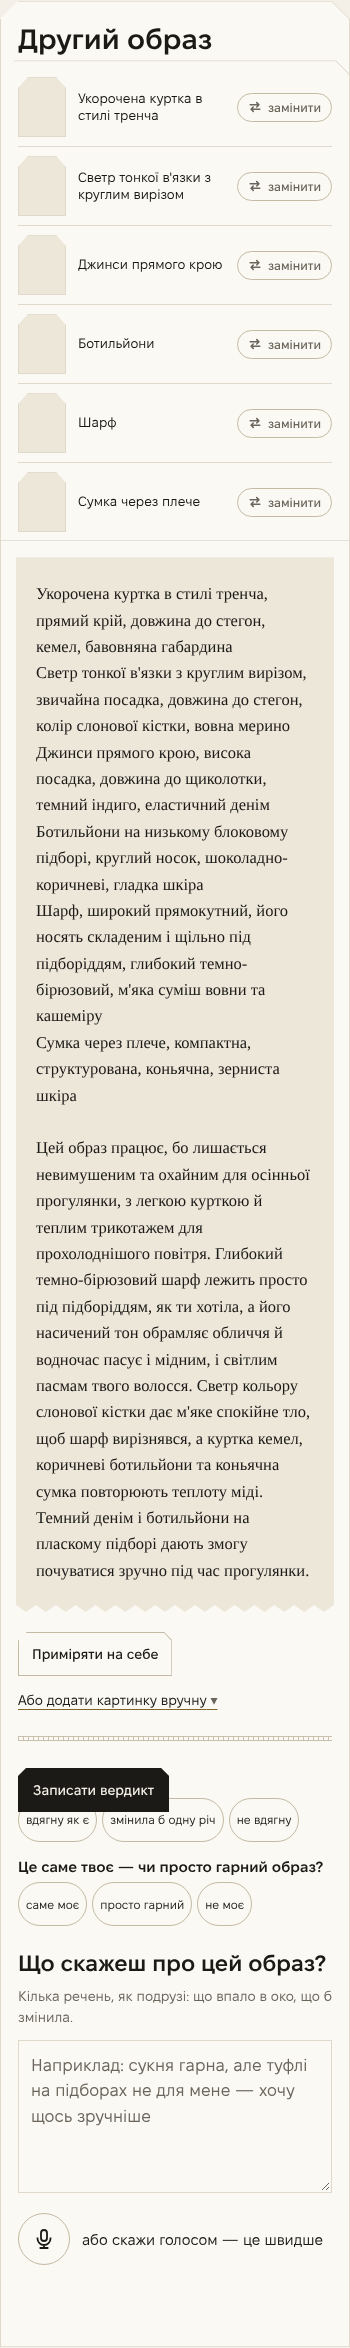 Другий образ
Укорочена куртка в
стилі тренча
замінити
Светр тонкої в'язки з
круглим вирізом
замінити
Джинси прямого крою
замінити
Ботильйони
замінити
Шарф
замінити
Сумка через плече
замінити
Укорочена куртка в стилі тренча,
прямий крій, довжина до стегон,
кемел, бавовняна габардина
Светр тонкої в'язки з круглим вирізом,
звичайна посадка, довжина до стегон,
колір слонової кістки, вовна мерино
Джинси прямого крою, висока
посадка, довжина до щиколотки,
темний індиго, еластичний денім
Ботильйони на низькому блоковому
підборі, круглий носок, шоколадно-
коричневі, гладка шкіра
Шарф, широкий прямокутний, його
носять складеним і щільно під
підборіддям, глибокий темно-
бірюзовий, м'яка суміш вовни та
кашеміру
Сумка через плече, компактна,
структурована, коньячна, зерниста
шкіра
Цей образ працює, бо лишається
невимушеним та охайним для осінньої
прогулянки, з легкою курткою й
теплим трикотажем для
прохолоднішого повітря. Глибокий
темно-бірюзовий шарф лежить просто
під підборіддям, як ти хотіла, а його
насичений тон обрамляє обличчя й
водночас пасує і мідним, і світлим
пасмам твого волосся. Светр кольору
слонової кістки дає м'яке спокійне тло,
щоб шарф вирізнявся, а куртка кемел,
коричневі ботильйони та коньячна
сумка повторюють теплоту міді.
Темний денім і ботильйони на
пласкому підборі дають змогу
почуватися зручно під час прогулянки.
Приміряти на себе
Або додати картинку вручну ▾
Записати вердикт
вдягну як є
змінила б одну річ
не вдягну
Це саме твоє — чи просто гарний образ?
саме моє
просто гарний
не моє
Що скажеш про цей образ?
Кілька речень, як подрузі: що впало в око, що б
змінила.
Наприклад: сукня гарна, але туфлі
на підборах не для мене — хочу
щось зручніше
або скажи голосом — це швидше